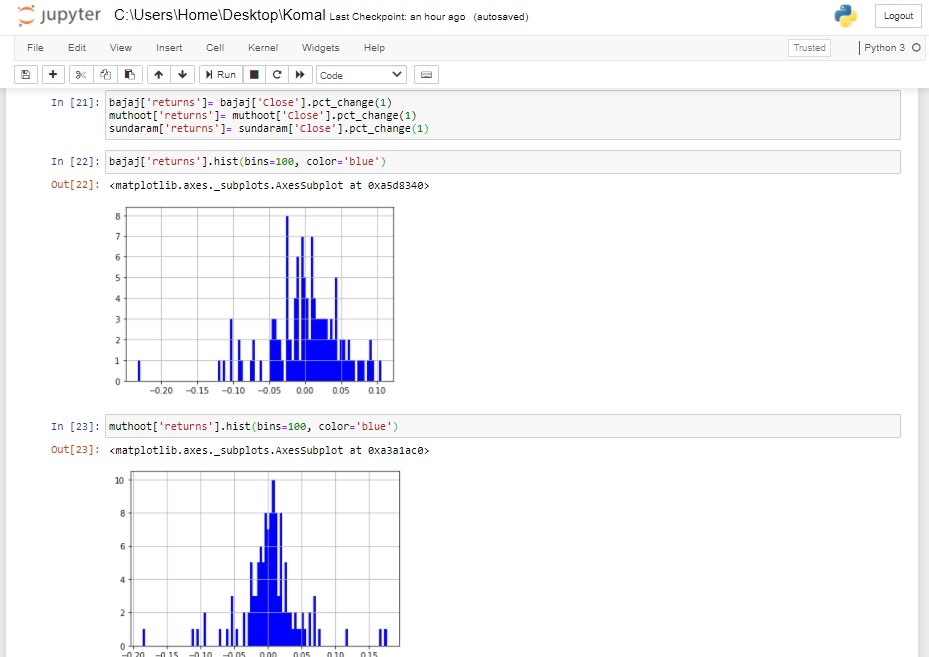 jupyter C:\Users\Home\Desktop\Komal Last Checkpoint: an hour ago (autosaved) Logout
File Edit View Insert Cell Kernel Widgets Help Trusted Python 3
Run Code
In [21]: bajaj['returns']= bajaj['Close'].pct_change(1)
muthoot['returns']= muthoot['Close'].pct_change(1)
sundaram['returns']= sundaram['Close'].pct_change(1)
In [22]: bajaj['returns'].hist(bins=100, color='blue')
Out[22]: <matplotlib.axes._subplots.AxesSubplot at 0xa5d8340>
8
7
6
5
4
3
2
1
0
−0.20 −0.15 −0.10 −0.05 0.00 0.05 0.10
In [23]: muthoot['returns'].hist(bins=100, color='blue')
Out[23]: <matplotlib.axes._subplots.AxesSubplot at 0xa3a1ac0>
10
8
6
4
2
0
−0.20 −0.15 −0.10 −0.05 0.00 0.05 0.10 0.15